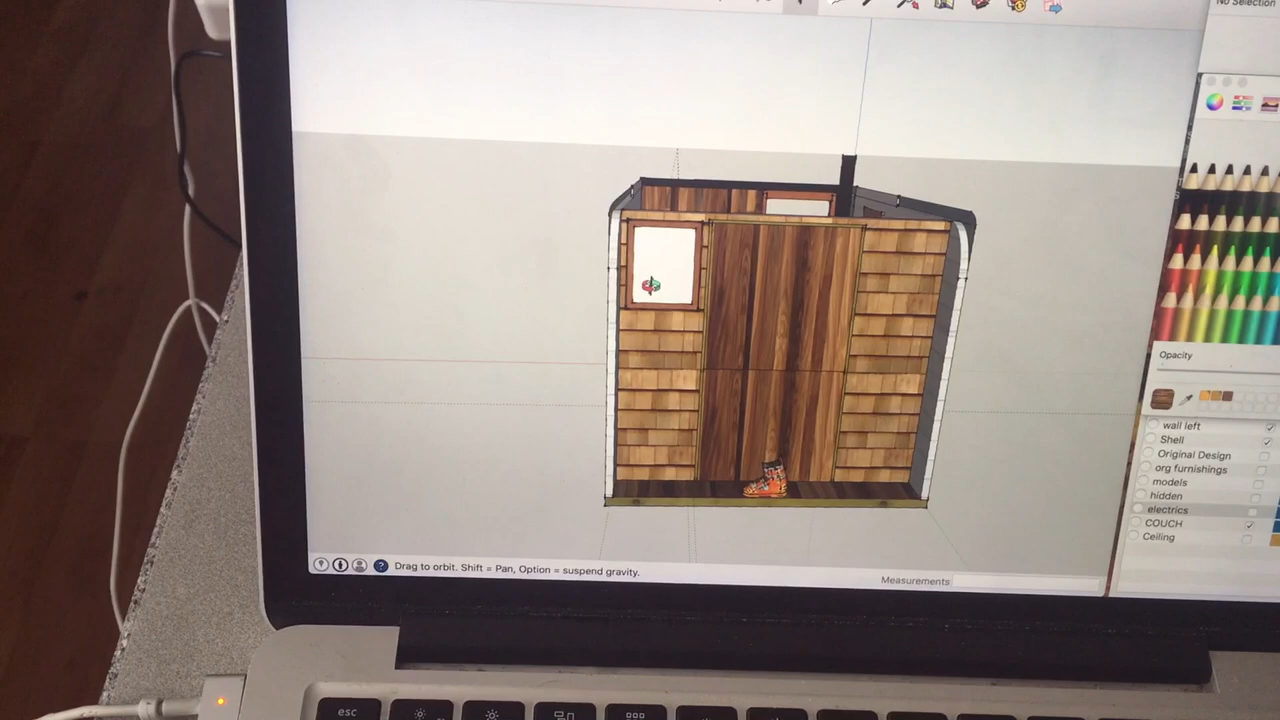 No Selection
Opacity
wall left
Shell
Original Design
org furnishings
models
hidden
electrics
COUCH
Ceiling
Drag to orbit. Shift = Pan, Option = suspend gravity.
Measurements
esc